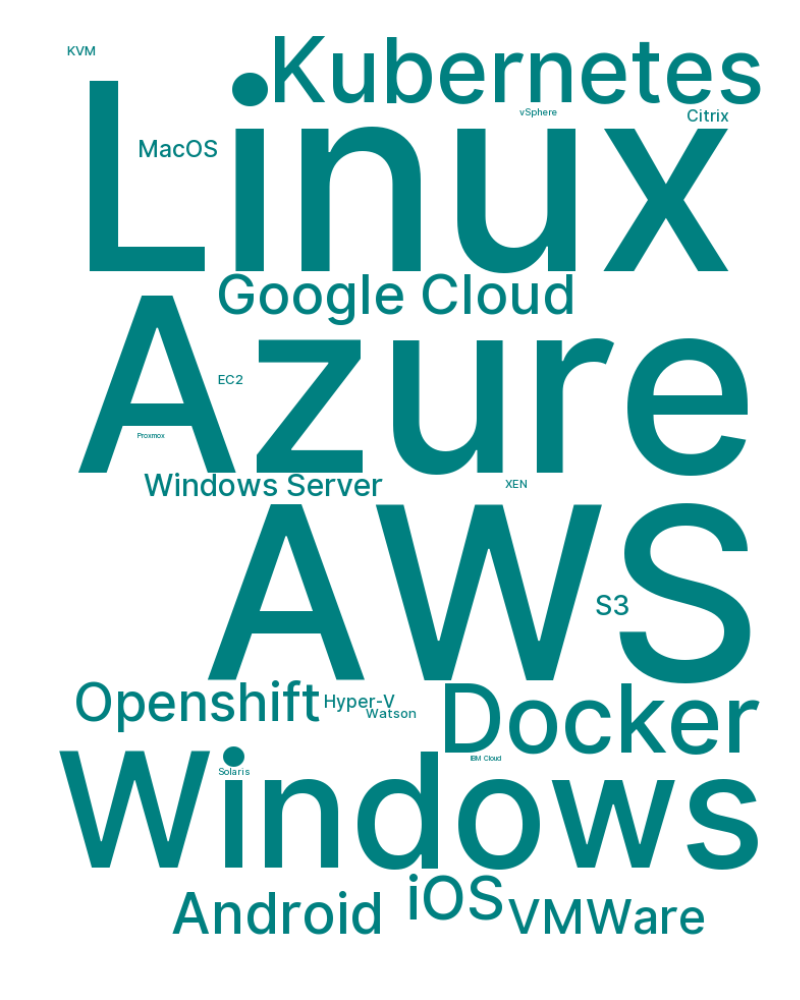 KVM
Kubernetes
vSphere
Citrix
MacOS
Linux
Google Cloud
Azure
EC2
Proxmox
Windows Server
XEN
AWS
S3
Openshift
Hyper-V
Watson
Docker
IBM Cloud
Solaris
Windows
Android
iOS
VMWare